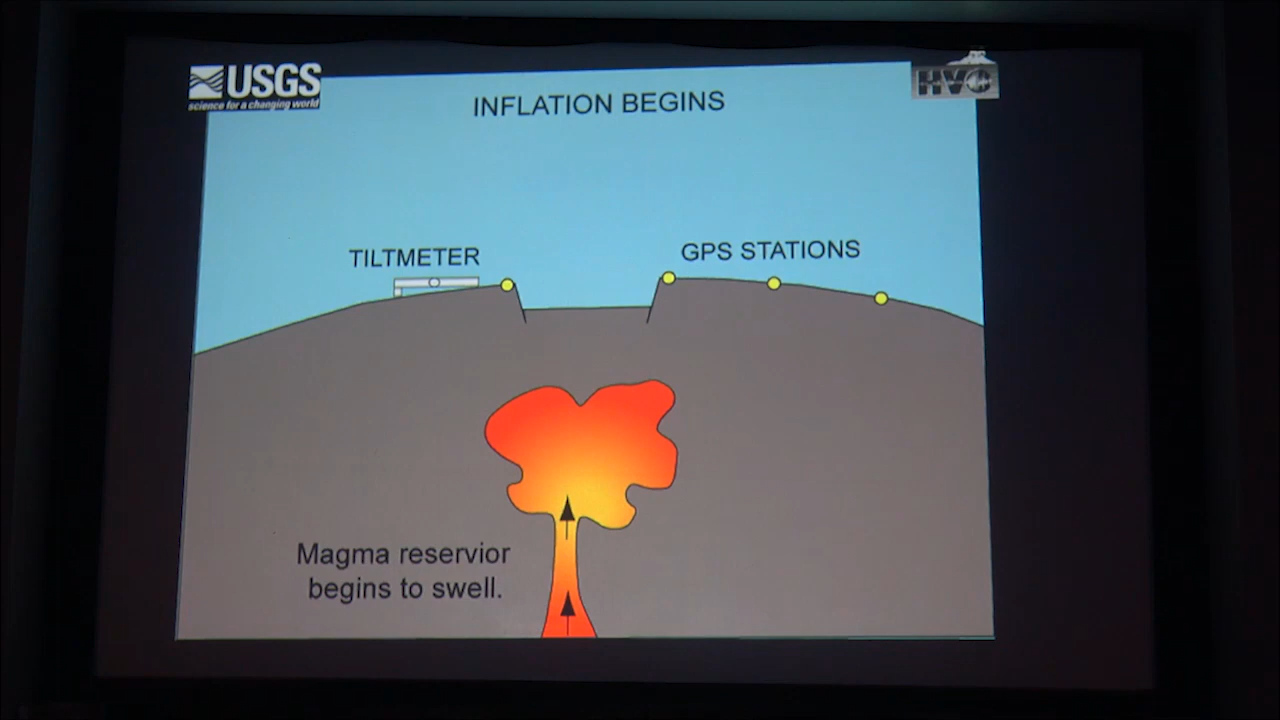 USGS
science for a changing world
HVO
INFLATION BEGINS
TILTMETER
GPS STATIONS
Magma reservior
begins to swell.